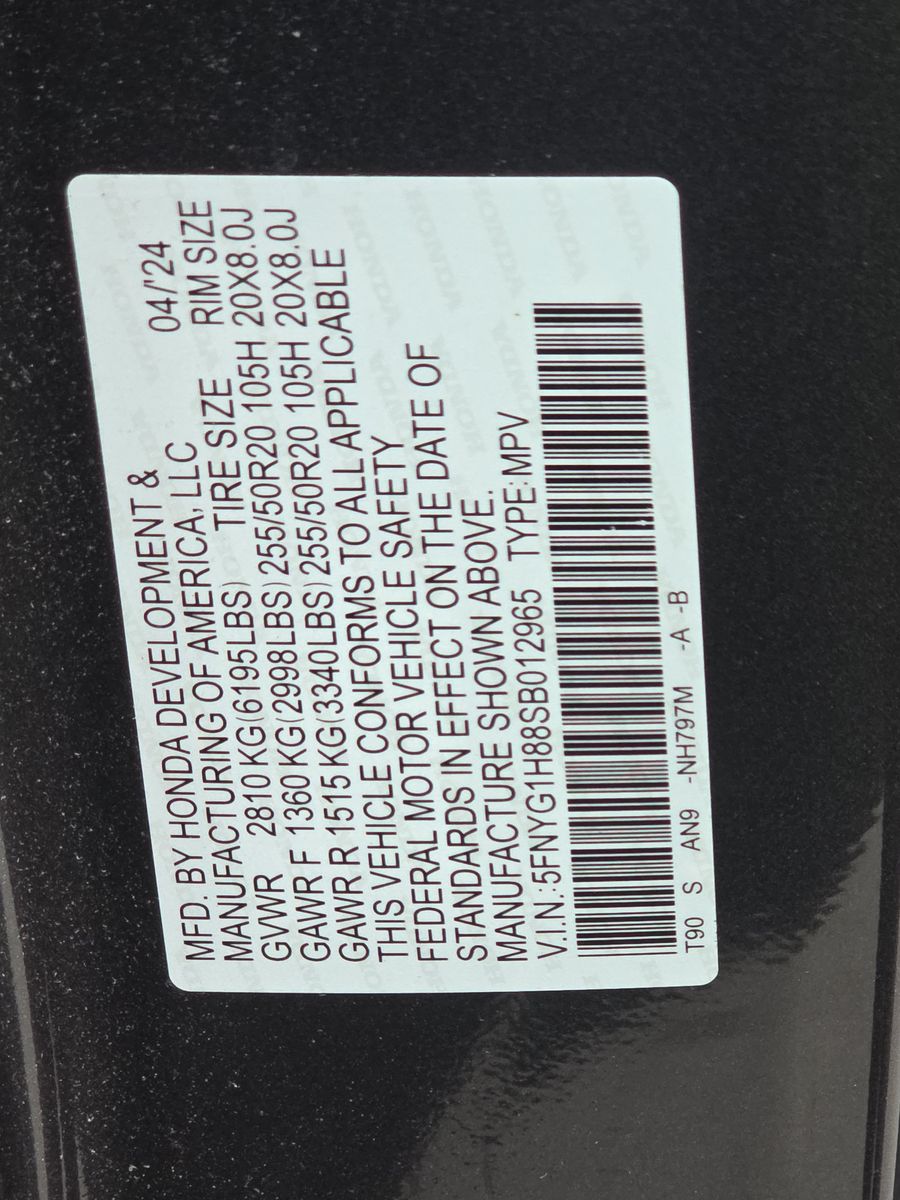 MFD. BY HONDA DEVELOPMENT &
MANUFACTURING OF AMERICA, LLC 04/'24
GVWR 2810 KG(6195LBS) TIRE SIZE RIM SIZE
GAWR F 1360 KG(2998LBS) 255/50R20 105H 20X8.0J
GAWR R 1515 KG(3340LBS) 255/50R20 105H 20X8.0J
THIS VEHICLE CONFORMS TO ALL APPLICABLE
FEDERAL MOTOR VEHICLE SAFETY
STANDARDS IN EFFECT ON THE DATE OF
MANUFACTURE SHOWN ABOVE.
V.I.N.:5FNYG1H88SB012965 TYPE:MPV
T90 S AN9 -NH797M -A -B